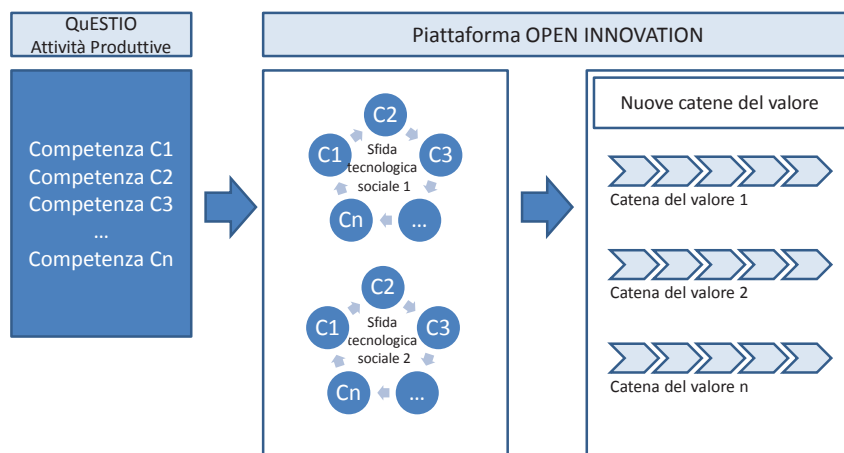 QuESTIO
Attività Produttive
Piattaforma OPEN INNOVATION
Competenza C1
Competenza C2
Competenza C3
...
Competenza Cn
C2
C1
Sfida
tecnologica
sociale 1
C3
Cn
...
C2
C1
Sfida
tecnologica
sociale 2
C3
Cn
...
Nuove catene del valore
Catena del valore 1
Catena del valore 2
Catena del valore n